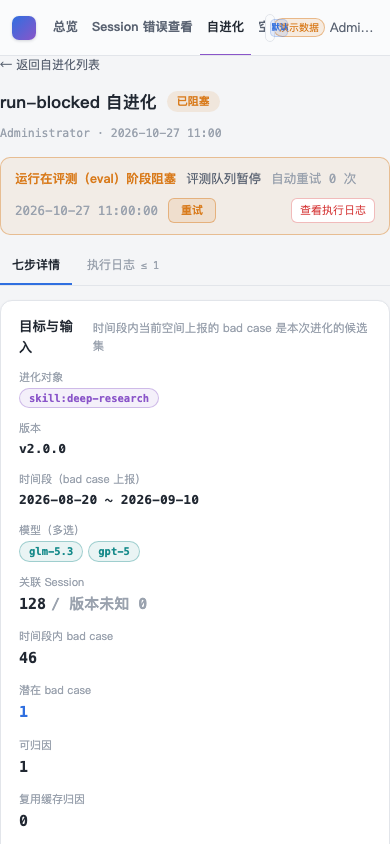 总览 Session 错误查看 自进化 空 演示数据 Admi...
← 返回自进化列表
run-blocked 自进化 已阻塞
Administrator · 2026-10-27 11:00
运行在评测（eval）阶段阻塞 评测队列暂停 自动重试 0 次
2026-10-27 11:00:00 重试 查看执行日志
七步详情 执行日志 ≤ 1
目标与输入 时间段内当前空间上报的 bad case 是本次进化的候选集
进化对象
skill:deep-research
版本
v2.0.0
时间段（bad case 上报）
2026-08-20 ~ 2026-09-10
模型（多选）
glm-5.3 gpt-5
关联 Session
128 / 版本未知 0
时间段内 bad case
46
潜在 bad case
1
可归因
1
复用缓存归因
0